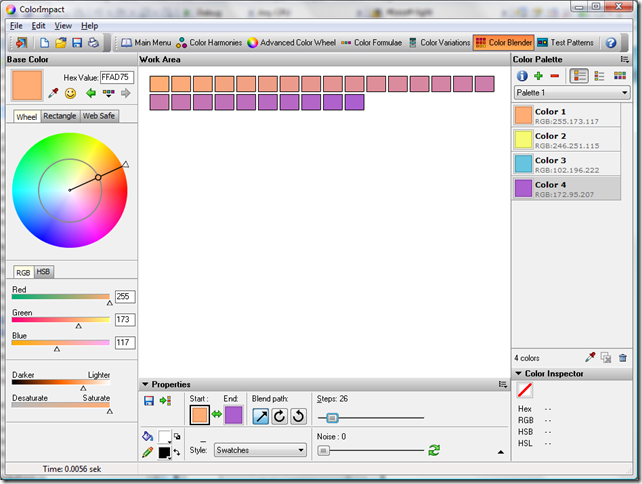 ColorImpact
File Edit View Help
Main Menu Color Harmonies Advanced Color Wheel Color Formulae Color Variations Color Blender Test Patterns
Base Color
Hex Value: FFAD75
Wheel Rectangle Web Safe
RGB HSB
Red 255
Green 173
Blue 117
Darker Lighter
Desaturate Saturate
Work Area
Properties
Start : End: Blend path: Steps: 26
Noise : 0
Style: Swatches
Color Palette
Palette 1
Color 1
RGB:255.173.117
Color 2
RGB:246.251.115
Color 3
RGB:102.196.222
Color 4
RGB:172.95.207
4 colors
Color Inspector
Hex --
RGB --
HSB --
HSL --
Time: 0.0056 sek